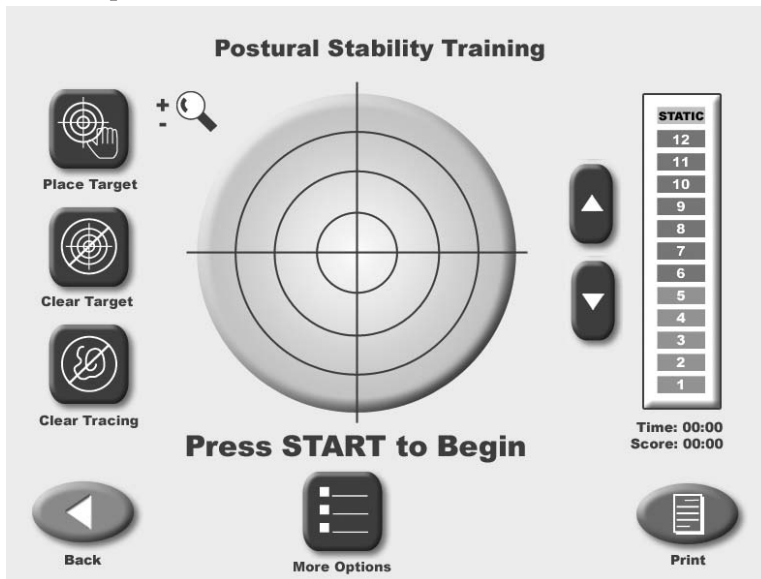 Postural Stability Training
+
-
Place Target
Clear Target
Clear Tracing
STATIC
12
11
10
9
8
7
6
5
4
3
2
1
Time: 00:00
Score: 00:00
Press START to Begin
Back
More Options
Print